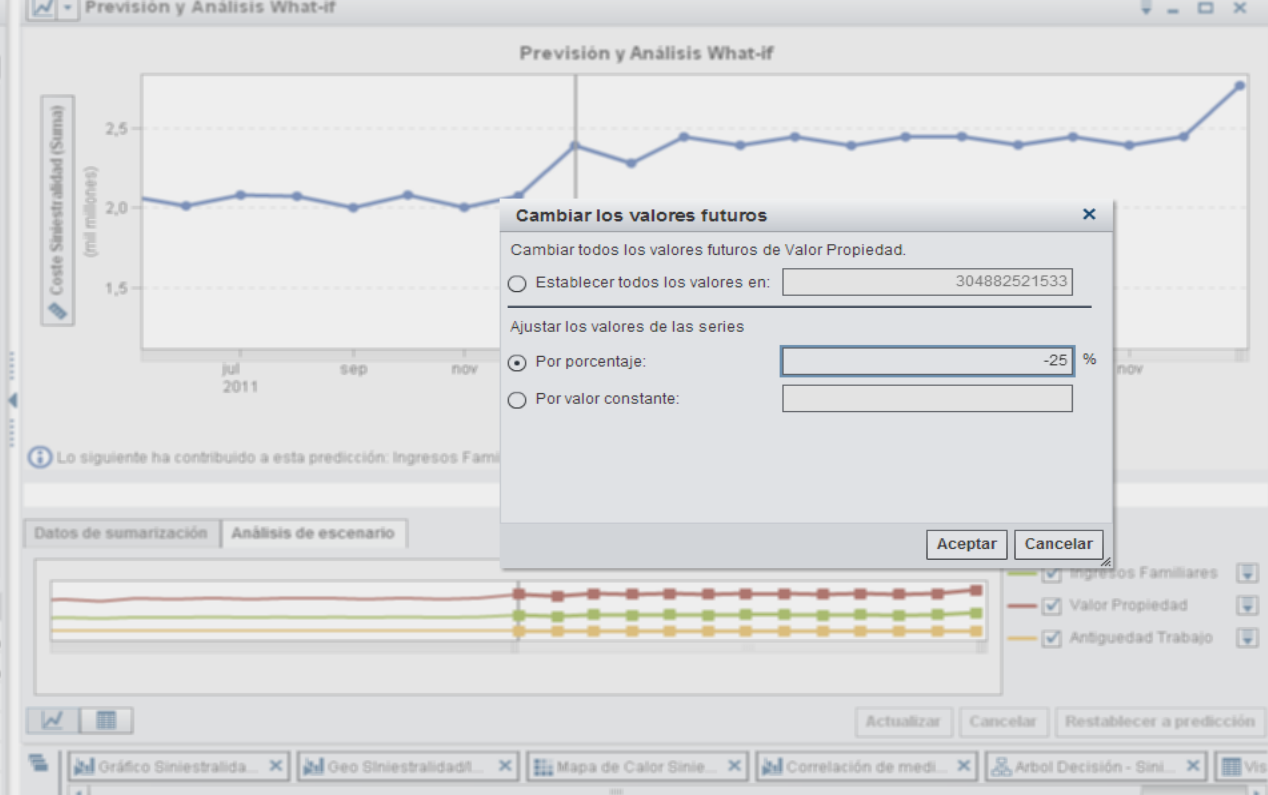 Previsión y Análisis What-if
Previsión y Análisis What-if
Coste Siniestralidad (Suma)
(mil millones)
2,5
2,0
1,5
jul
2011
sep
nov
nov
Cambiar los valores futuros
Cambiar todos los valores futuros de Valor Propiedad.
Establecer todos los valores en: 304882521533
Ajustar los valores de las series
Por porcentaje: -25 %
Por valor constante:
Aceptar Cancelar
Lo siguiente ha contribuido a esta predicción: Ingresos Fami
Datos de sumarización Análisis de escenario
Ingresos Familiares
Valor Propiedad
Antiguedad Trabajo
Actualizar Cancelar Restablecer a predicción
Gráfico Siniestralida... Geo SIniestralidad/I... Mapa de Calor Sinie... Correlación de medi... Arbol Decisión - Sini... Vis